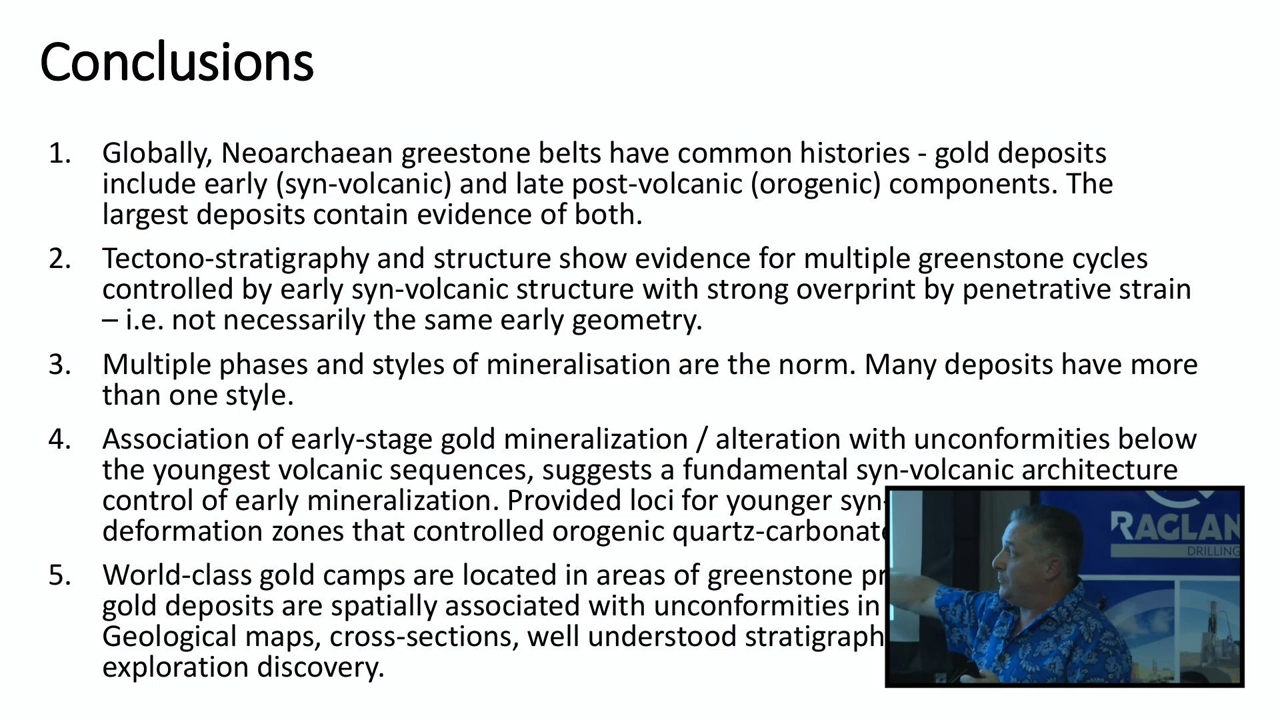 Conclusions
1. Globally, Neoarchaean greestone belts have common histories - gold deposits
include early (syn-volcanic) and late post-volcanic (orogenic) components. The
largest deposits contain evidence of both.
2. Tectono-stratigraphy and structure show evidence for multiple greenstone cycles
controlled by early syn-volcanic structure with strong overprint by penetrative strain
– i.e. not necessarily the same early geometry.
3. Multiple phases and styles of mineralisation are the norm. Many deposits have more
than one style.
4. Association of early-stage gold mineralization / alteration with unconformities below
the youngest volcanic sequences, suggests a fundamental syn-volcanic architecture
control of early mineralization. Provided loci for younger syn-
deformation zones that controlled orogenic quartz-carbonate
5. World-class gold camps are located in areas of greenstone
gold deposits are spatially associated with unconformities in
Geological maps, cross-sections, well understood
exploration discovery.
RAGLAN
DRILLING